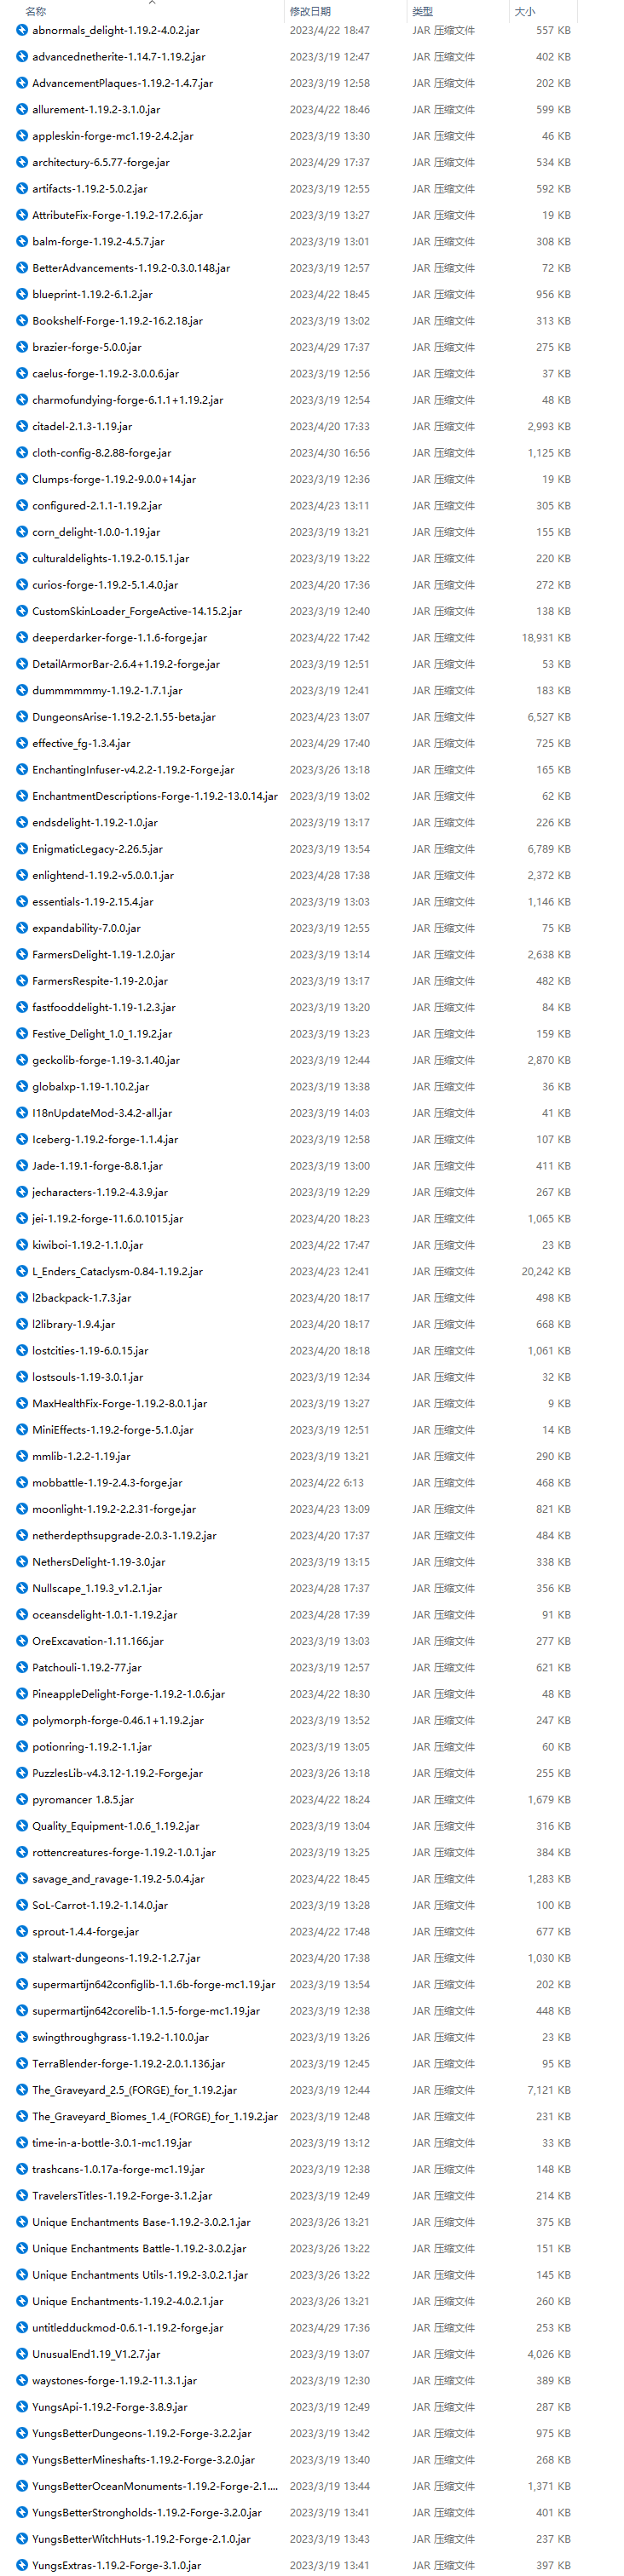 名称 修改日期 类型 大小
abnormals_delight-1.19.2-4.0.2.jar 2023/4/22 18:47 JAR 压缩文件 557 KB
advancednetherite-1.14.7-1.19.2.jar 2023/3/19 12:47 JAR 压缩文件 402 KB
AdvancementPlaques-1.19.2-1.4.7.jar 2023/3/19 12:58 JAR 压缩文件 202 KB
allurement-1.19.2-3.1.0.jar 2023/4/22 18:46 JAR 压缩文件 599 KB
appleskin-forge-mc1.19-2.4.2.jar 2023/3/19 13:30 JAR 压缩文件 46 KB
architectury-6.5.77-forge.jar 2023/4/29 17:37 JAR 压缩文件 534 KB
artifacts-1.19.2-5.0.2.jar 2023/3/19 12:55 JAR 压缩文件 592 KB
AttributeFix-Forge-1.19.2-17.2.6.jar 2023/3/19 13:27 JAR 压缩文件 19 KB
balm-forge-1.19.2-4.5.7.jar 2023/3/19 13:01 JAR 压缩文件 308 KB
BetterAdvancements-1.19.2-0.3.0.148.jar 2023/3/19 12:57 JAR 压缩文件 72 KB
blueprint-1.19.2-6.1.2.jar 2023/4/22 18:45 JAR 压缩文件 956 KB
Bookshelf-Forge-1.19.2-16.2.18.jar 2023/3/19 13:02 JAR 压缩文件 313 KB
brazier-forge-5.0.0.jar 2023/4/29 17:37 JAR 压缩文件 275 KB
caelus-forge-1.19.2-3.0.0.6.jar 2023/3/19 12:56 JAR 压缩文件 37 KB
charmofundying-forge-6.1.1+1.19.2.jar 2023/3/19 12:54 JAR 压缩文件 48 KB
citadel-2.1.3-1.19.jar 2023/4/20 17:33 JAR 压缩文件 2,993 KB
cloth-config-8.2.88-forge.jar 2023/4/30 16:56 JAR 压缩文件 1,125 KB
Clumps-forge-1.19.2-9.0.0+14.jar 2023/3/19 12:36 JAR 压缩文件 19 KB
configured-2.1.1-1.19.2.jar 2023/4/23 13:11 JAR 压缩文件 305 KB
corn_delight-1.0.0-1.19.jar 2023/3/19 13:21 JAR 压缩文件 155 KB
culturaldelights-1.19.2-0.15.1.jar 2023/3/19 13:22 JAR 压缩文件 220 KB
curios-forge-1.19.2-5.1.4.0.jar 2023/4/20 17:36 JAR 压缩文件 272 KB
CustomSkinLoader_ForgeActive-14.15.2.jar 2023/3/19 12:40 JAR 压缩文件 138 KB
deeperdarker-forge-1.1.6-forge.jar 2023/4/22 17:42 JAR 压缩文件 18,931 KB
DetailArmorBar-2.6.4+1.19.2-forge.jar 2023/3/19 12:51 JAR 压缩文件 53 KB
dummmmmmy-1.19.2-1.7.1.jar 2023/3/19 12:41 JAR 压缩文件 183 KB
DungeonsArise-1.19.2-2.1.55-beta.jar 2023/4/23 13:07 JAR 压缩文件 6,527 KB
effective_fg-1.3.4.jar 2023/4/29 17:40 JAR 压缩文件 725 KB
EnchantingInfuser-v4.2.2-1.19.2-Forge.jar 2023/3/26 13:18 JAR 压缩文件 165 KB
EnchantmentDescriptions-Forge-1.19.2-13.0.14.jar 2023/3/19 13:02 JAR 压缩文件 62 KB
endsdelight-1.19.2-1.0.jar 2023/3/19 13:17 JAR 压缩文件 226 KB
EnigmaticLegacy-2.26.5.jar 2023/3/19 13:54 JAR 压缩文件 6,789 KB
enlightend-1.19.2-v5.0.0.1.jar 2023/4/28 17:38 JAR 压缩文件 2,372 KB
essentials-1.19-2.15.4.jar 2023/3/19 13:03 JAR 压缩文件 1,146 KB
expandability-7.0.0.jar 2023/3/19 12:55 JAR 压缩文件 75 KB
FarmersDelight-1.19-1.2.0.jar 2023/3/19 13:14 JAR 压缩文件 2,638 KB
FarmersRespite-1.19-2.0.jar 2023/3/19 13:17 JAR 压缩文件 482 KB
fastfooddelight-1.19-1.2.3.jar 2023/3/19 13:20 JAR 压缩文件 84 KB
Festive_Delight_1.0_1.19.2.jar 2023/3/19 13:23 JAR 压缩文件 159 KB
geckolib-forge-1.19-3.1.40.jar 2023/3/19 12:44 JAR 压缩文件 2,870 KB
globalxp-1.19-1.10.2.jar 2023/3/19 13:38 JAR 压缩文件 36 KB
I18nUpdateMod-3.4.2-all.jar 2023/3/19 14:03 JAR 压缩文件 41 KB
Iceberg-1.19.2-forge-1.1.4.jar 2023/3/19 12:58 JAR 压缩文件 107 KB
Jade-1.19.1-forge-8.8.1.jar 2023/3/19 13:00 JAR 压缩文件 411 KB
jecharacters-1.19.2-4.3.9.jar 2023/3/19 12:29 JAR 压缩文件 267 KB
jei-1.19.2-forge-11.6.0.1015.jar 2023/4/20 18:23 JAR 压缩文件 1,065 KB
kiwiboi-1.19.2-1.1.0.jar 2023/4/22 17:47 JAR 压缩文件 23 KB
L_Enders_Cataclysm-0.84-1.19.2.jar 2023/4/23 12:41 JAR 压缩文件 20,242 KB
l2backpack-1.7.3.jar 2023/4/20 18:17 JAR 压缩文件 498 KB
l2library-1.9.4.jar 2023/4/20 18:17 JAR 压缩文件 668 KB
lostcities-1.19-6.0.15.jar 2023/4/20 18:18 JAR 压缩文件 1,061 KB
lostsouls-1.19-3.0.1.jar 2023/3/19 12:34 JAR 压缩文件 32 KB
MaxHealthFix-Forge-1.19.2-8.0.1.jar 2023/3/19 13:27 JAR 压缩文件 9 KB
MiniEffects-1.19.2-forge-5.1.0.jar 2023/3/19 12:51 JAR 压缩文件 14 KB
mmlib-1.2.2-1.19.jar 2023/3/19 13:21 JAR 压缩文件 290 KB
mobbattle-1.19-2.4.3-forge.jar 2023/4/22 6:13 JAR 压缩文件 468 KB
moonlight-1.19.2-2.2.31-forge.jar 2023/4/23 13:09 JAR 压缩文件 821 KB
netherdepthsupgrade-2.0.3-1.19.2.jar 2023/4/20 17:37 JAR 压缩文件 484 KB
NethersDelight-1.19-3.0.jar 2023/3/19 13:15 JAR 压缩文件 338 KB
Nullscape_1.19.3_v1.2.1.jar 2023/4/28 17:37 JAR 压缩文件 356 KB
oceansdelight-1.0.1-1.19.2.jar 2023/4/28 17:39 JAR 压缩文件 91 KB
OreExcavation-1.11.166.jar 2023/3/19 13:03 JAR 压缩文件 277 KB
Patchouli-1.19.2-77.jar 2023/3/19 12:57 JAR 压缩文件 621 KB
PineappleDelight-Forge-1.19.2-1.0.6.jar 2023/4/22 18:30 JAR 压缩文件 48 KB
polymorph-forge-0.46.1+1.19.2.jar 2023/3/19 13:52 JAR 压缩文件 247 KB
potionring-1.19.2-1.1.jar 2023/3/19 13:05 JAR 压缩文件 60 KB
PuzzlesLib-v4.3.12-1.19.2-Forge.jar 2023/3/26 13:18 JAR 压缩文件 255 KB
pyromancer 1.8.5.jar 2023/4/22 18:24 JAR 压缩文件 1,679 KB
Quality_Equipment-1.0.6_1.19.2.jar 2023/3/19 13:04 JAR 压缩文件 316 KB
rottencreatures-forge-1.19.2-1.0.1.jar 2023/3/19 13:25 JAR 压缩文件 384 KB
savage_and_ravage-1.19.2-5.0.4.jar 2023/4/22 18:45 JAR 压缩文件 1,283 KB
SoL-Carrot-1.19.2-1.14.0.jar 2023/3/19 13:28 JAR 压缩文件 100 KB
sprout-1.4.4-forge.jar 2023/4/22 17:48 JAR 压缩文件 677 KB
stalwart-dungeons-1.19.2-1.2.7.jar 2023/4/20 17:38 JAR 压缩文件 1,030 KB
supermartijn642configlib-1.1.6b-forge-mc1.19.jar 2023/3/19 13:54 JAR 压缩文件 202 KB
supermartijn642corelib-1.1.5-forge-mc1.19.jar 2023/3/19 12:38 JAR 压缩文件 448 KB
swingthroughgrass-1.19.2-1.10.0.jar 2023/3/19 13:26 JAR 压缩文件 23 KB
TerraBlender-forge-1.19.2-2.0.1.136.jar 2023/3/19 12:45 JAR 压缩文件 95 KB
The_Graveyard_2.5_(FORGE)_for_1.19.2.jar 2023/3/19 12:44 JAR 压缩文件 7,121 KB
The_Graveyard_Biomes_1.4_(FORGE)_for_1.19.2.jar 2023/3/19 12:48 JAR 压缩文件 231 KB
time-in-a-bottle-3.0.1-mc1.19.jar 2023/3/19 13:12 JAR 压缩文件 33 KB
trashcans-1.0.17a-forge-mc1.19.jar 2023/3/19 12:38 JAR 压缩文件 148 KB
TravelersTitles-1.19.2-Forge-3.1.2.jar 2023/3/19 12:49 JAR 压缩文件 214 KB
Unique Enchantments Base-1.19.2-3.0.2.1.jar 2023/3/26 13:21 JAR 压缩文件 375 KB
Unique Enchantments Battle-1.19.2-3.0.2.jar 2023/3/26 13:22 JAR 压缩文件 151 KB
Unique Enchantments Utils-1.19.2-3.0.2.1.jar 2023/3/26 13:22 JAR 压缩文件 145 KB
Unique Enchantments-1.19.2-4.0.2.1.jar 2023/3/26 13:21 JAR 压缩文件 260 KB
untitledduckmod-0.6.1-1.19.2-forge.jar 2023/4/29 17:36 JAR 压缩文件 253 KB
UnusualEnd1.19_V1.2.7.jar 2023/3/19 13:07 JAR 压缩文件 4,026 KB
waystones-forge-1.19.2-11.3.1.jar 2023/3/19 12:30 JAR 压缩文件 389 KB
YungsApi-1.19.2-Forge-3.8.9.jar 2023/3/19 12:49 JAR 压缩文件 287 KB
YungsBetterDungeons-1.19.2-Forge-3.2.2.jar 2023/3/19 13:42 JAR 压缩文件 975 KB
YungsBetterMineshafts-1.19.2-Forge-3.2.0.jar 2023/3/19 13:40 JAR 压缩文件 268 KB
YungsBetterOceanMonuments-1.19.2-Forge-2.1.... 2023/3/19 13:44 JAR 压缩文件 1,371 KB
YungsBetterStrongholds-1.19.2-Forge-3.2.0.jar 2023/3/19 13:41 JAR 压缩文件 401 KB
YungsBetterWitchHuts-1.19.2-Forge-2.1.0.jar 2023/3/19 13:43 JAR 压缩文件 237 KB
YungsExtras-1.19.2-Forge-3.1.0.jar 2023/3/19 13:41 JAR 压缩文件 397 KB